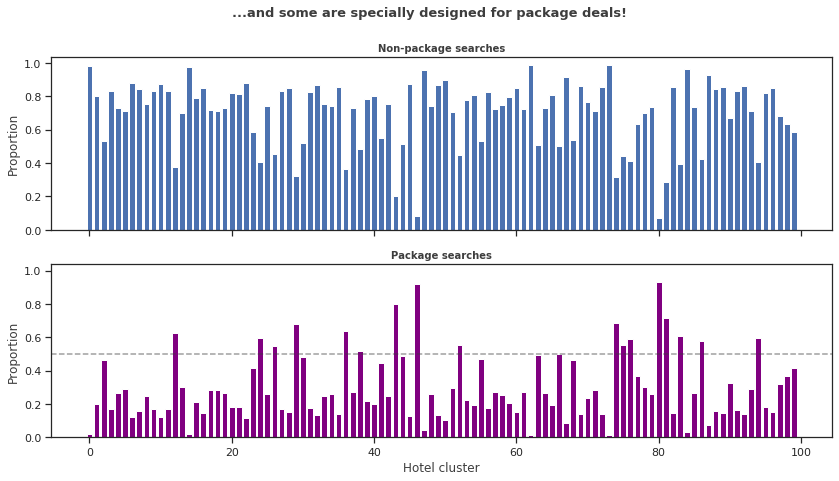 ...and some are specially designed for package deals!
Non-package searches
1.0
0.8
0.6
0.4
0.2
0.0
Proportion
Package searches
1.0
0.8
0.6
0.4
0.2
0.0
Proportion
0 20 40 60 80 100
Hotel cluster